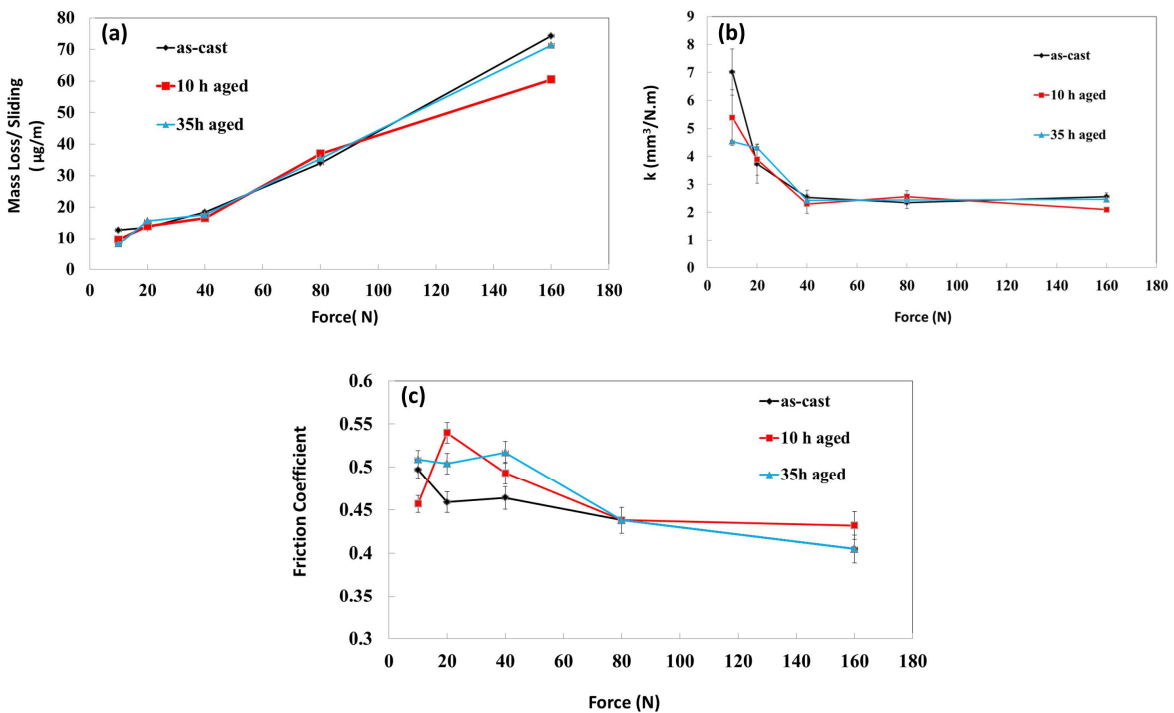 (a)
as-cast
10 h aged
35h aged
Mass Loss/ Sliding
( µg/m)
80
70
60
50
40
30
20
10
0
0 20 40 60 80 100 120 140 160 180
Force( N)
(b)
as-cast
10 h aged
35 h aged
k (mm³/N.m)
9
8
7
6
5
4
3
2
1
0
0 20 40 60 80 100 120 140 160 180
Force (N)
(c)
as-cast
10 h aged
35h aged
Friction Coefficient
0.6
0.55
0.5
0.45
0.4
0.35
0.3
0 20 40 60 80 100 120 140 160 180
Force (N)